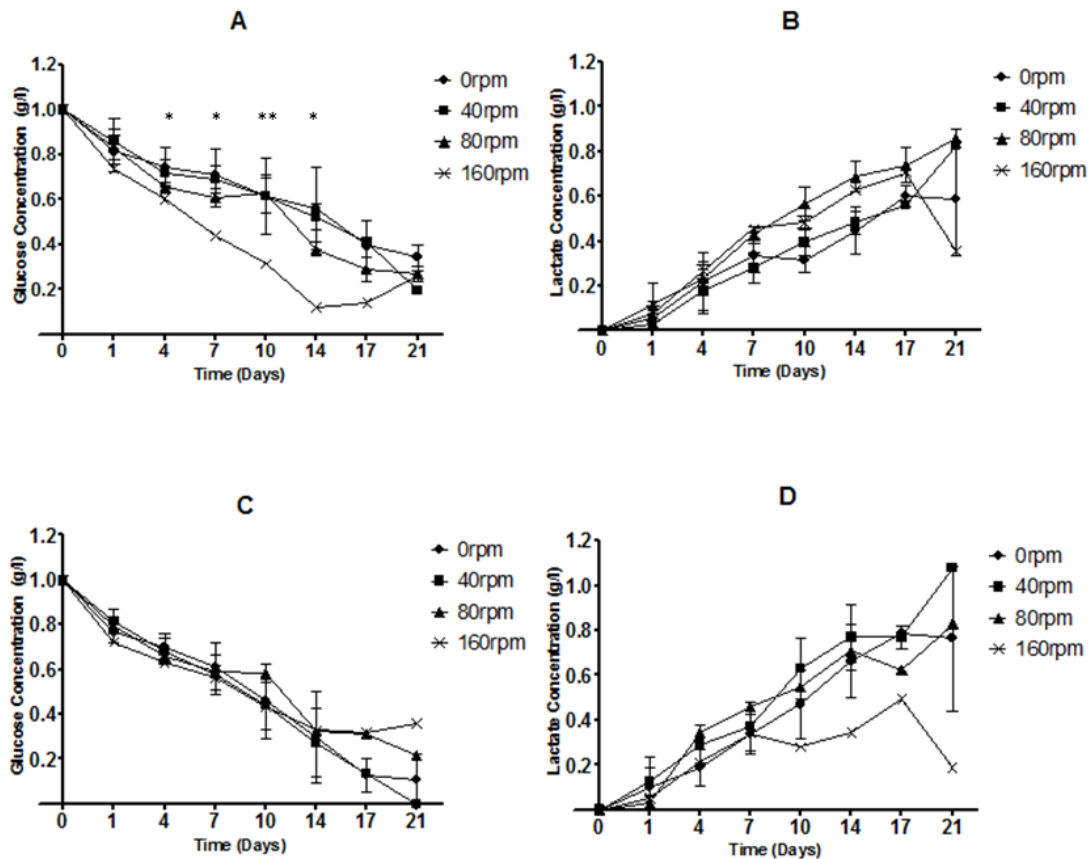 A
Glucose Concentration (g/l)
1.2
1.0
0.8
0.6
0.4
0.2
* * ** *
0rpm
40rpm
80rpm
160rpm
0 1 4 7 10 14 17 21
Time (Days)
B
Lactate Concentration (g/l)
1.2
1.0
0.8
0.6
0.4
0.2
0rpm
40rpm
80rpm
160rpm
0 1 4 7 10 14 17 21
Time (Days)
C
Glucose Concentration (g/l)
1.2
1.0
0.8
0.6
0.4
0.2
0rpm
40rpm
80rpm
160rpm
0 1 4 7 10 14 17 21
Time (Days)
D
Lactate Concentration (g/l)
1.2
1.0
0.8
0.6
0.4
0.2
0rpm
40rpm
80rpm
160rpm
0 1 4 7 10 14 17 21
Time (Days)